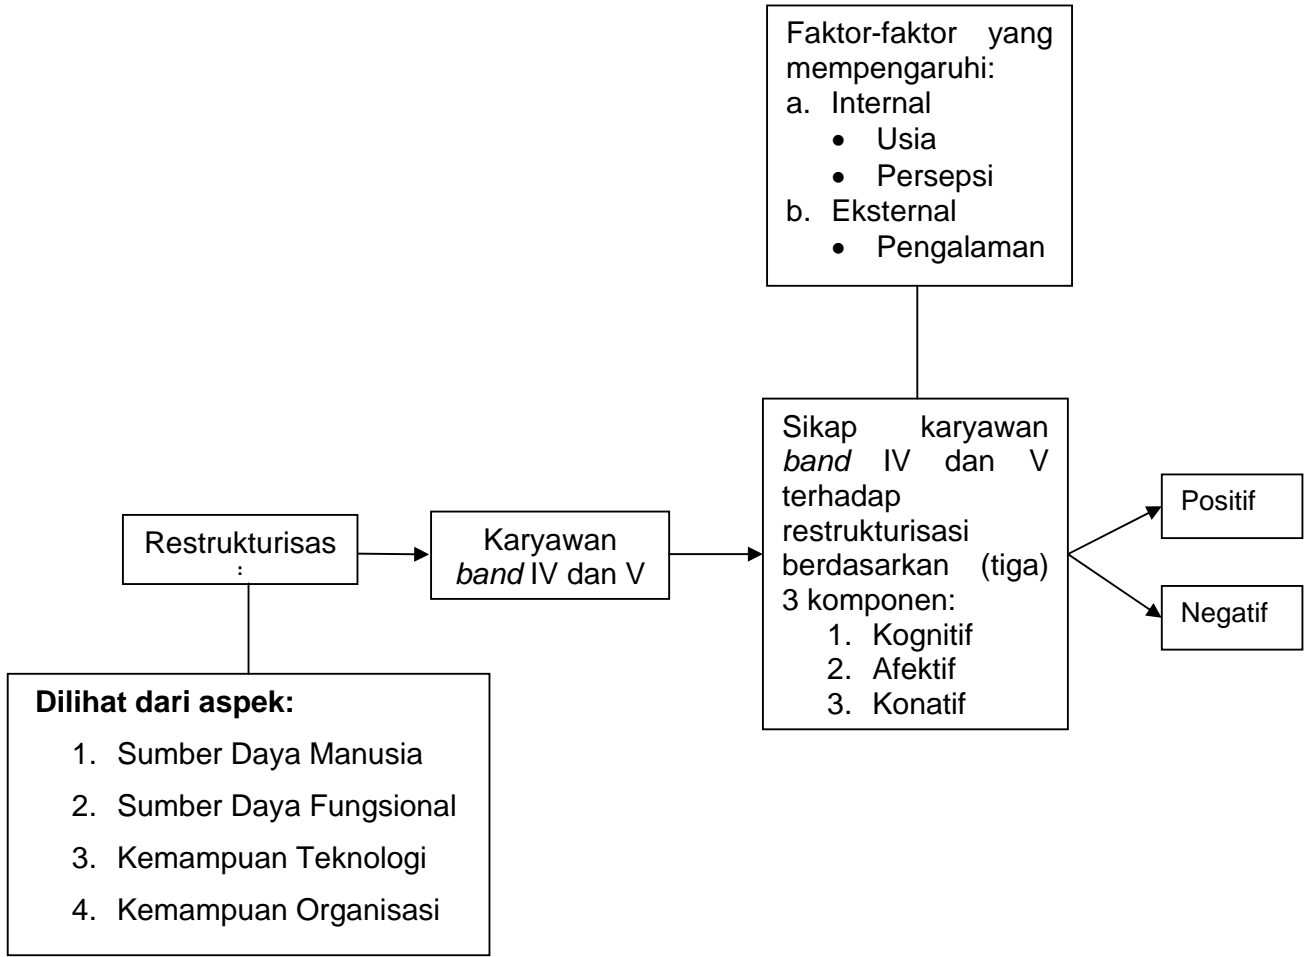 Faktor-faktor yang
mempengaruhi:
a. Internal
• Usia
• Persepsi
b. Eksternal
• Pengalaman
Sikap karyawan
band IV dan V
terhadap
restrukturisasi
berdasarkan (tiga)
3 komponen:
1. Kognitif
2. Afektif
3. Konatif
Positif
Negatif
Restrukturisas
:
Karyawan
band IV dan V
Dilihat dari aspek:
1. Sumber Daya Manusia
2. Sumber Daya Fungsional
3. Kemampuan Teknologi
4. Kemampuan Organisasi